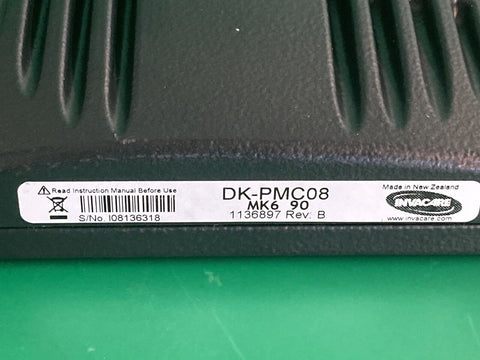 Read Instruction Manual Before Use
S/No. I08136318
DK-PMC08
MK6 90
1136897 Rev: B
Made in New Zealand
INVACARE
www.invacare.com